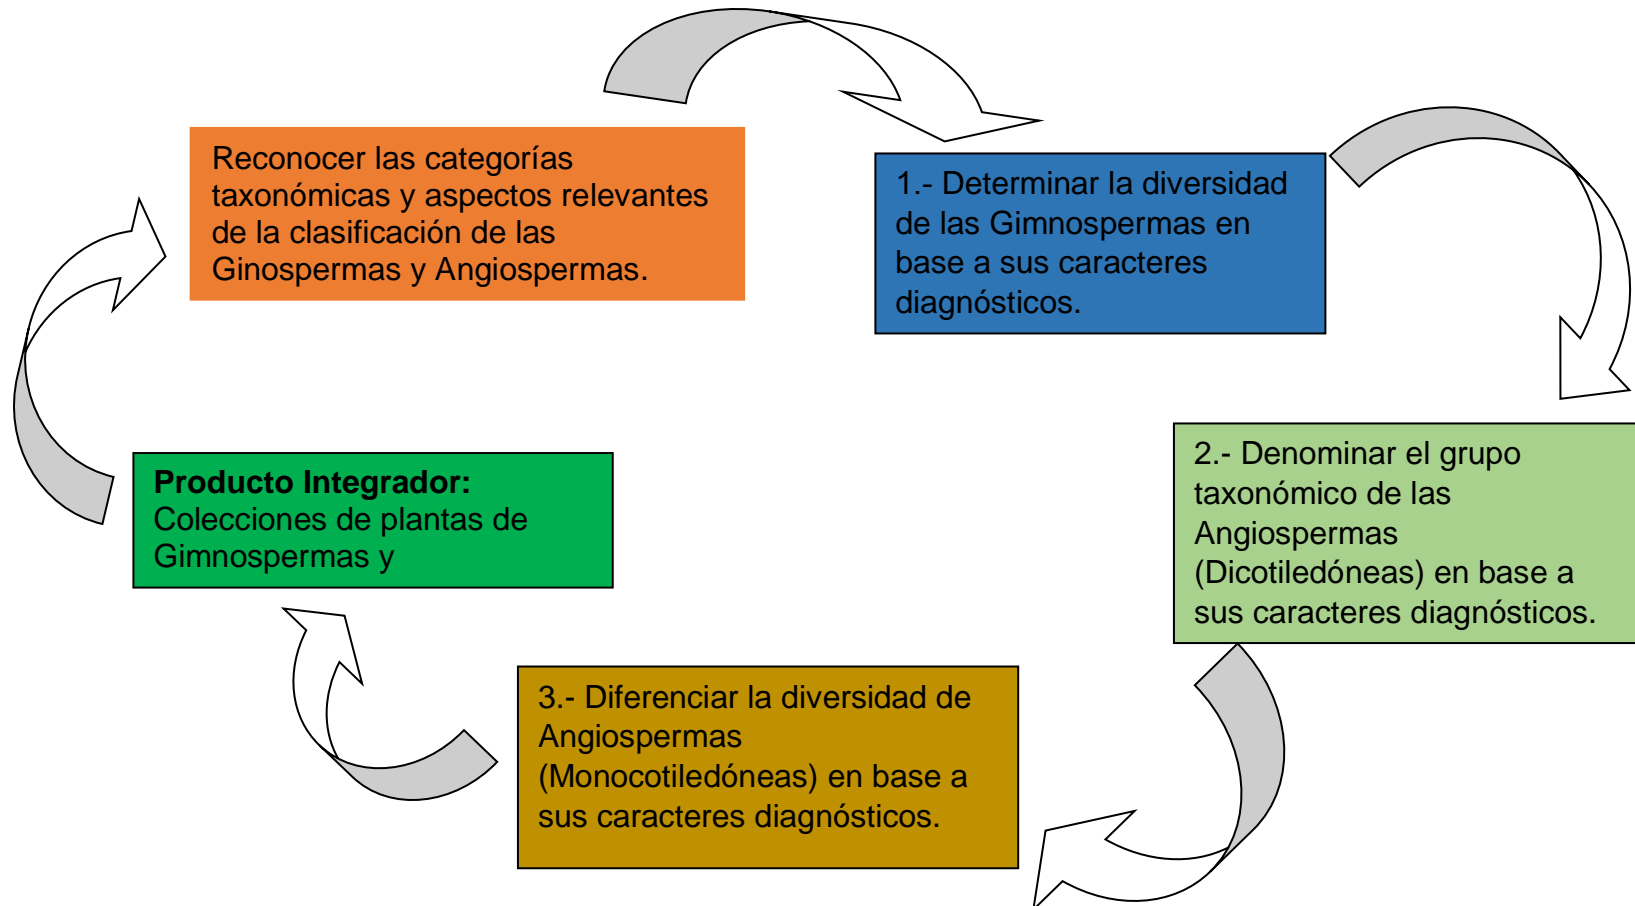 Reconocer las categorías
taxonómicas y aspectos relevantes
de la clasificación de las
Ginospermas y Angiospermas.
1.- Determinar la diversidad
de las Gimnospermas en
base a sus caracteres
diagnósticos.
2.- Denominar el grupo
taxonómico de las
Angiospermas
(Dicotiledóneas) en base a
sus caracteres diagnósticos.
3.- Diferenciar la diversidad de
Angiospermas
(Monocotiledóneas) en base a
sus caracteres diagnósticos.
Producto Integrador:
Colecciones de plantas de
Gimnospermas y